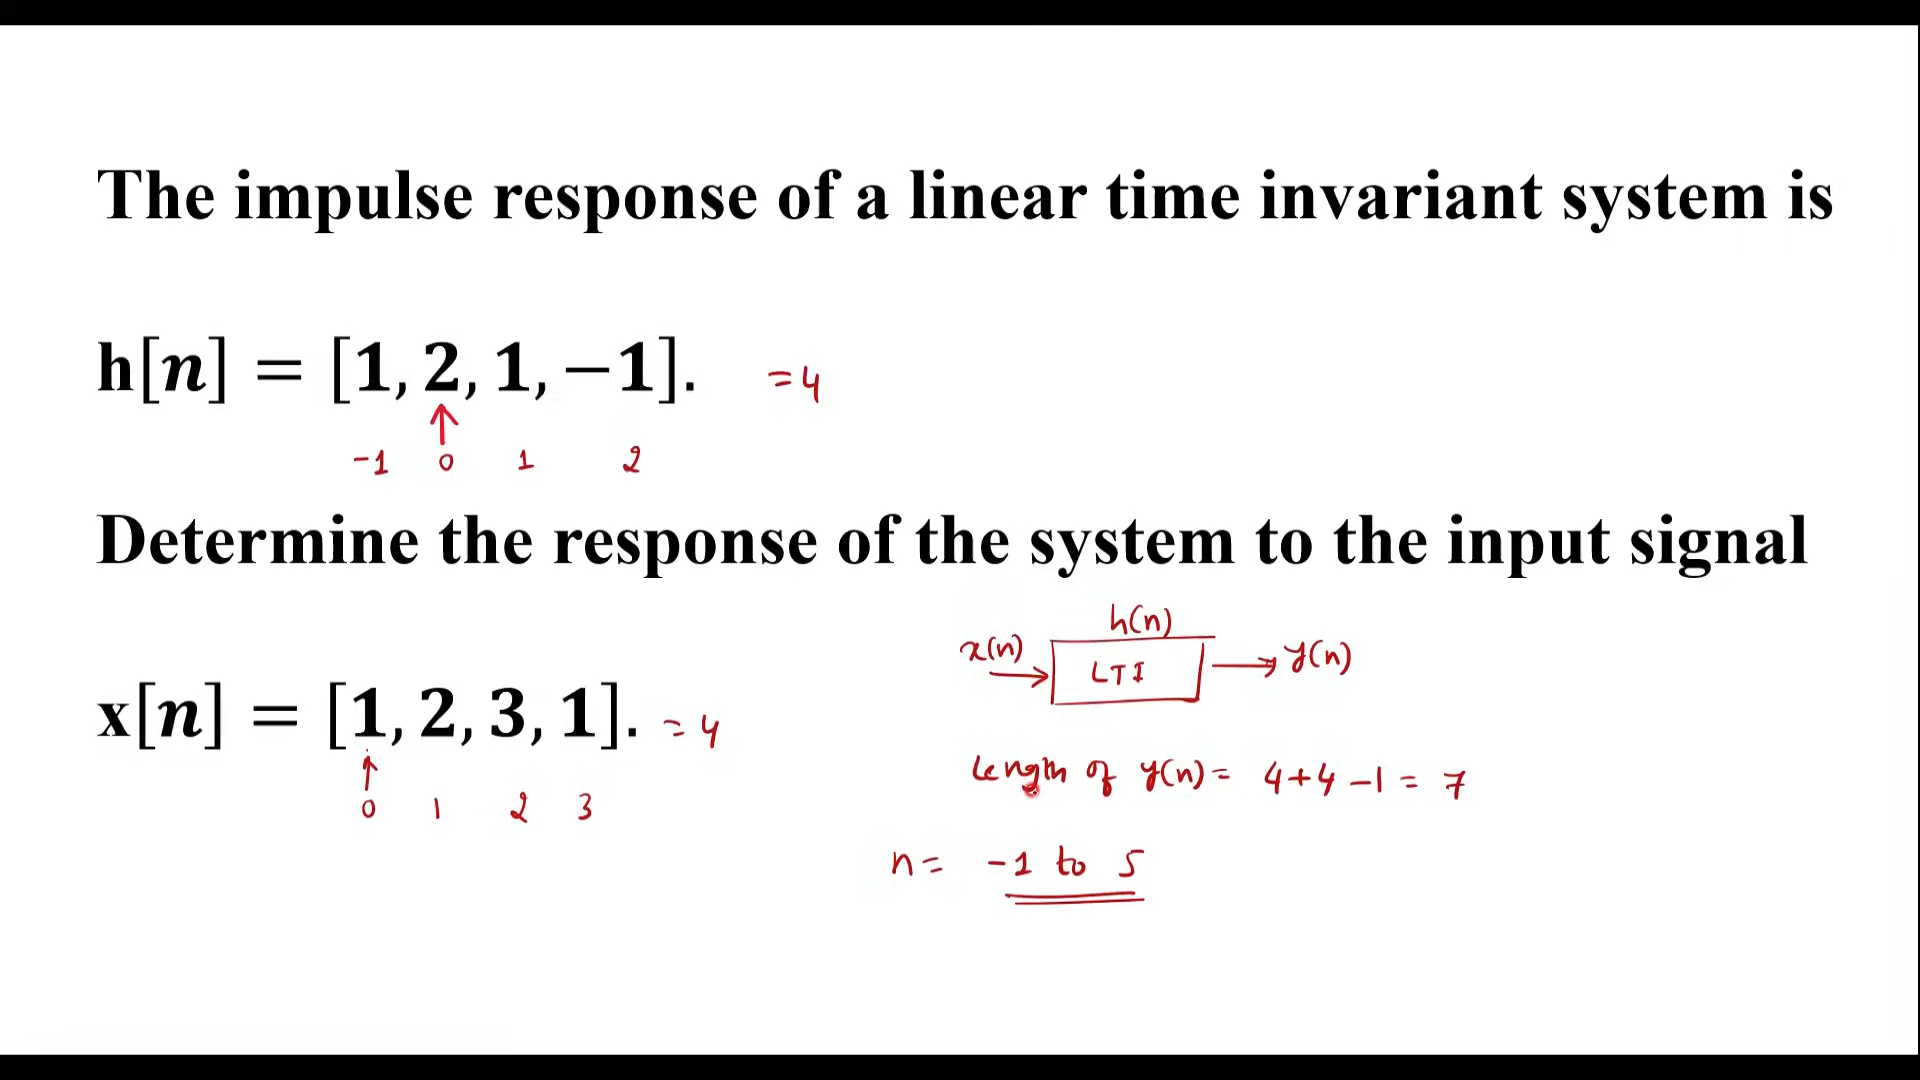 The impulse response of a linear time invariant system is
h[n] = [1, 2, 1, −1]. = 4
↑
-1 0 1 2
Determine the response of the system to the input signal
h(n)
x(n) → LTI → y(n)
x[n] = [1, 2, 3, 1]. = 4
↑
0 1 2 3
Length of y(n) = 4+4-1 = 7
n = -1 to 5